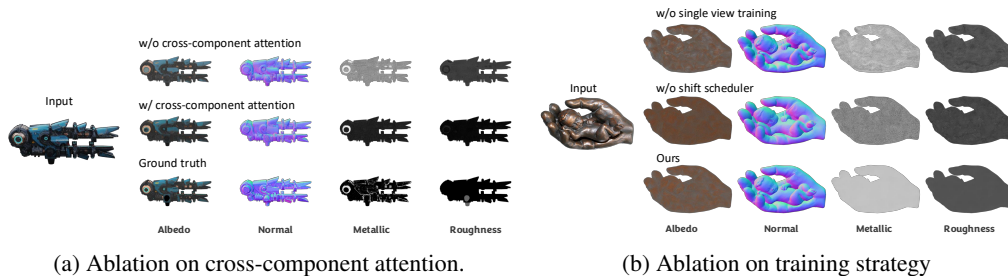 w/o cross-component attention
Input
w/ cross-component attention
Ground truth
Albedo
Normal
Metallic
Roughness
(a) Ablation on cross-component attention.
w/o single view training
Input
w/o shift scheduler
Ours
Albedo
Normal
Metallic
Roughness
(b) Ablation on training strategy